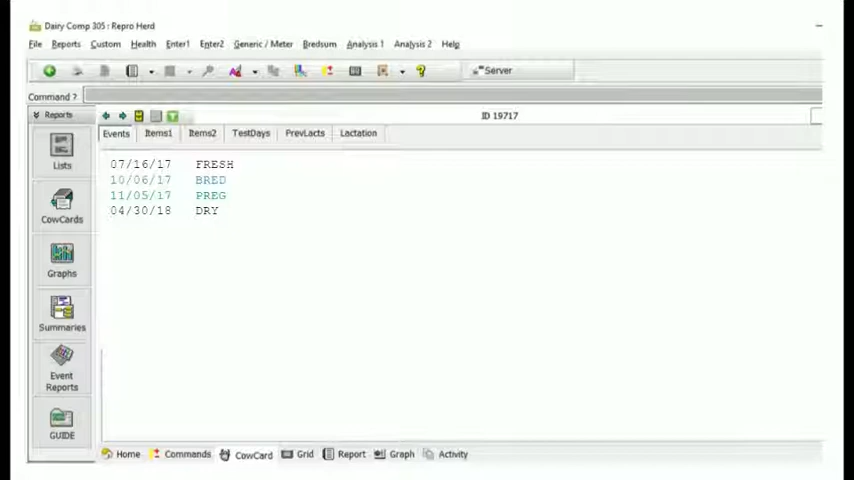 Dairy Comp 305 : Repro Herd
File Reports Custom Health Enter1 Enter2 Generic / Meter Bredsum Analysis 1 Analysis 2 Help
Server
Command ?
Reports
ID 19717
Events Items1 Items2 TestDays PrevLacts Lactation
07/16/17 FRESH
10/06/17 BRED
11/05/17 PREG
04/30/18 DRY
Lists
CowCards
Graphs
Summaries
Event
Reports
GUIDE
Home Commands CowCard Grid Report Graph Activity